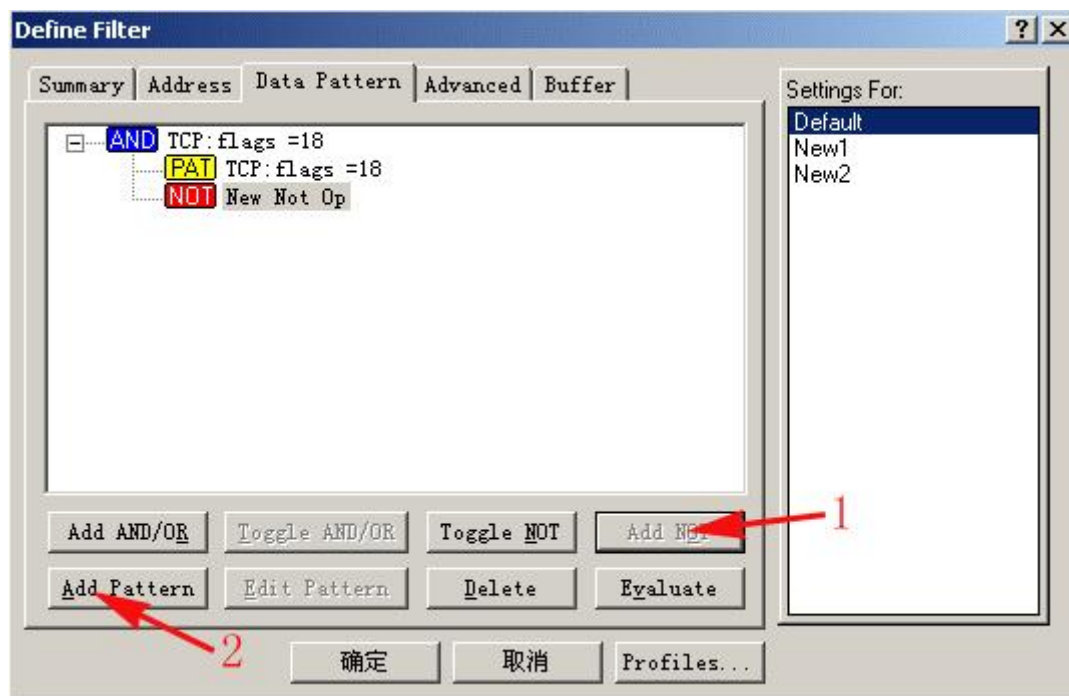 Define Filter
Summary Address Data Pattern Advanced Buffer
Settings For:
Default
New1
New2
AND TCP:flags =18
PAT TCP:flags =18
NOT New Not Op
1
Add AND/OR Toggle AND/OR Toggle NOT Add NOT
Add Pattern Edit Pattern Delete Evaluate
2
确定 取消 Profiles...